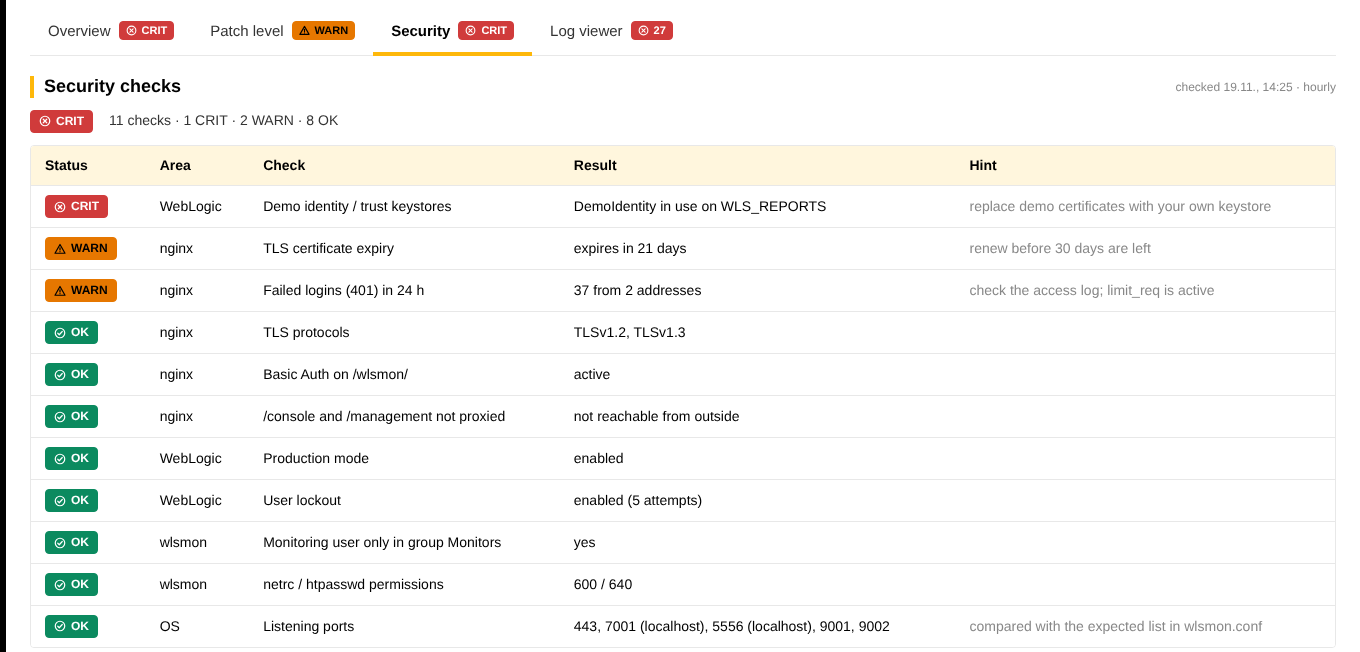 Overview CRIT Patch level WARN Security CRIT Log viewer 27
Security checks checked 19.11., 14:25 · hourly
CRIT 11 checks · 1 CRIT · 2 WARN · 8 OK
Status Area Check Result Hint
CRIT WebLogic Demo identity / trust keystores DemoIdentity in use on WLS_REPORTS replace demo certificates with your own keystore
WARN nginx TLS certificate expiry expires in 21 days renew before 30 days are left
WARN nginx Failed logins (401) in 24 h 37 from 2 addresses check the access log; limit_req is active
OK nginx TLS protocols TLSv1.2, TLSv1.3
OK nginx Basic Auth on /wlsmon/ active
OK nginx /console and /management not proxied not reachable from outside
OK WebLogic Production mode enabled
OK WebLogic User lockout enabled (5 attempts)
OK wlsmon Monitoring user only in group Monitors yes
OK wlsmon netrc / htpasswd permissions 600 / 640
OK OS Listening ports 443, 7001 (localhost), 5556 (localhost), 9001, 9002 compared with the expected list in wlsmon.conf